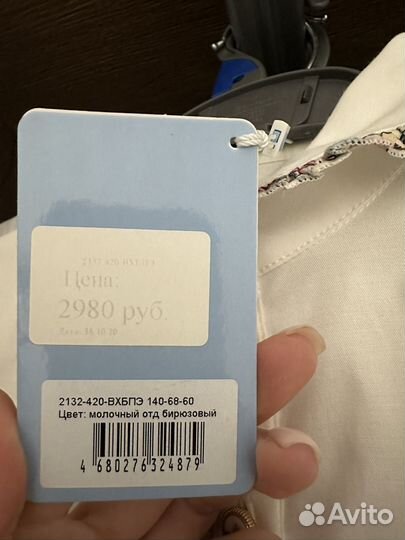 2132-420-ВХБПЭ
Цена:
2980 руб.
2132-420-ВХБПЭ 140-68-60
Цвет: молочный отд бирюзовый
4 680276 324879
Avito